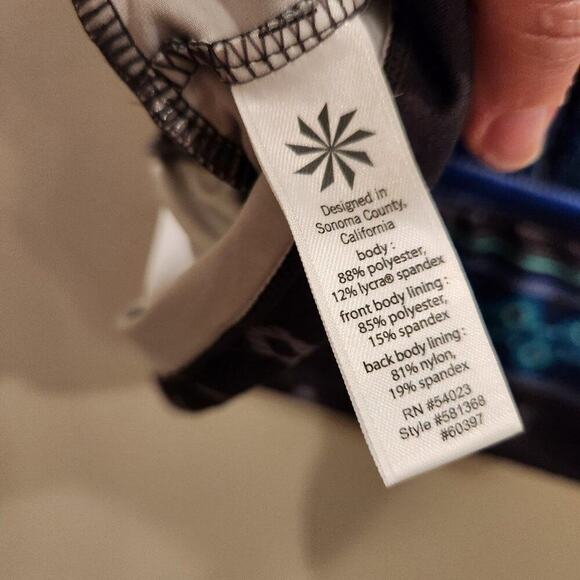 Designed in
Sonoma County,
California
body :
88% polyester,
12% lycra® spandex
front body lining :
85% polyester,
15% spandex
back body lining :
81% nylon,
19% spandex
RN #54023
Style #581368
#60397